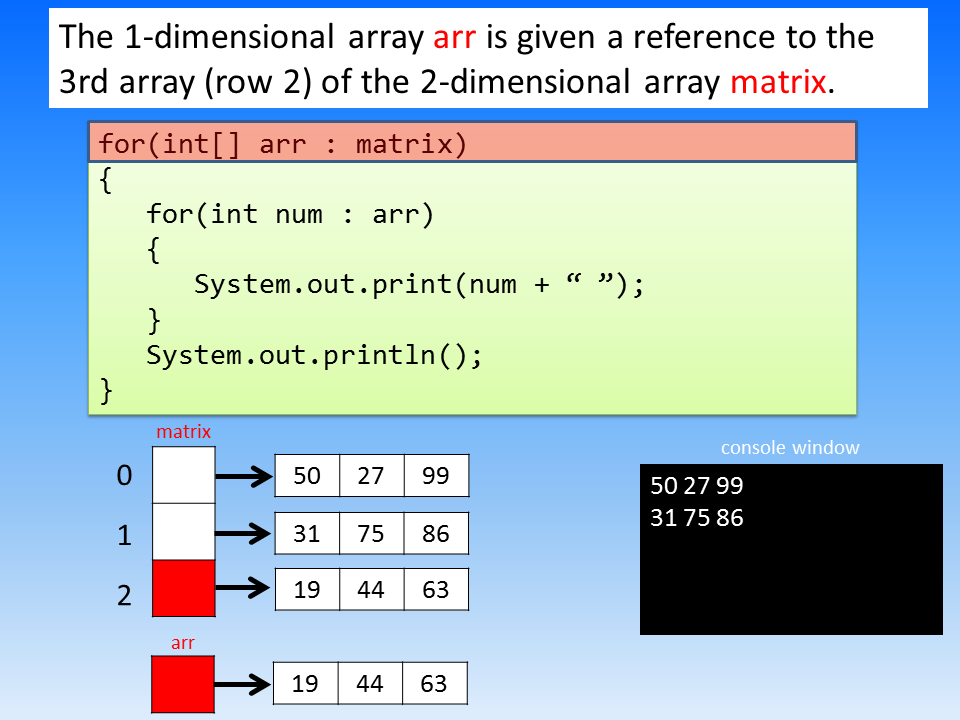 The 1-dimensional array arr is given a reference to the
3rd array (row 2) of the 2-dimensional array matrix.
for(int[] arr : matrix)
{
   for(int num : arr)
   {
      System.out.print(num + “ ”);
   }
   System.out.println();
}
matrix
console window
0
50 27 99
50 27 99
31 75 86
1
31 75 86
2
19 44 63
arr
19 44 63